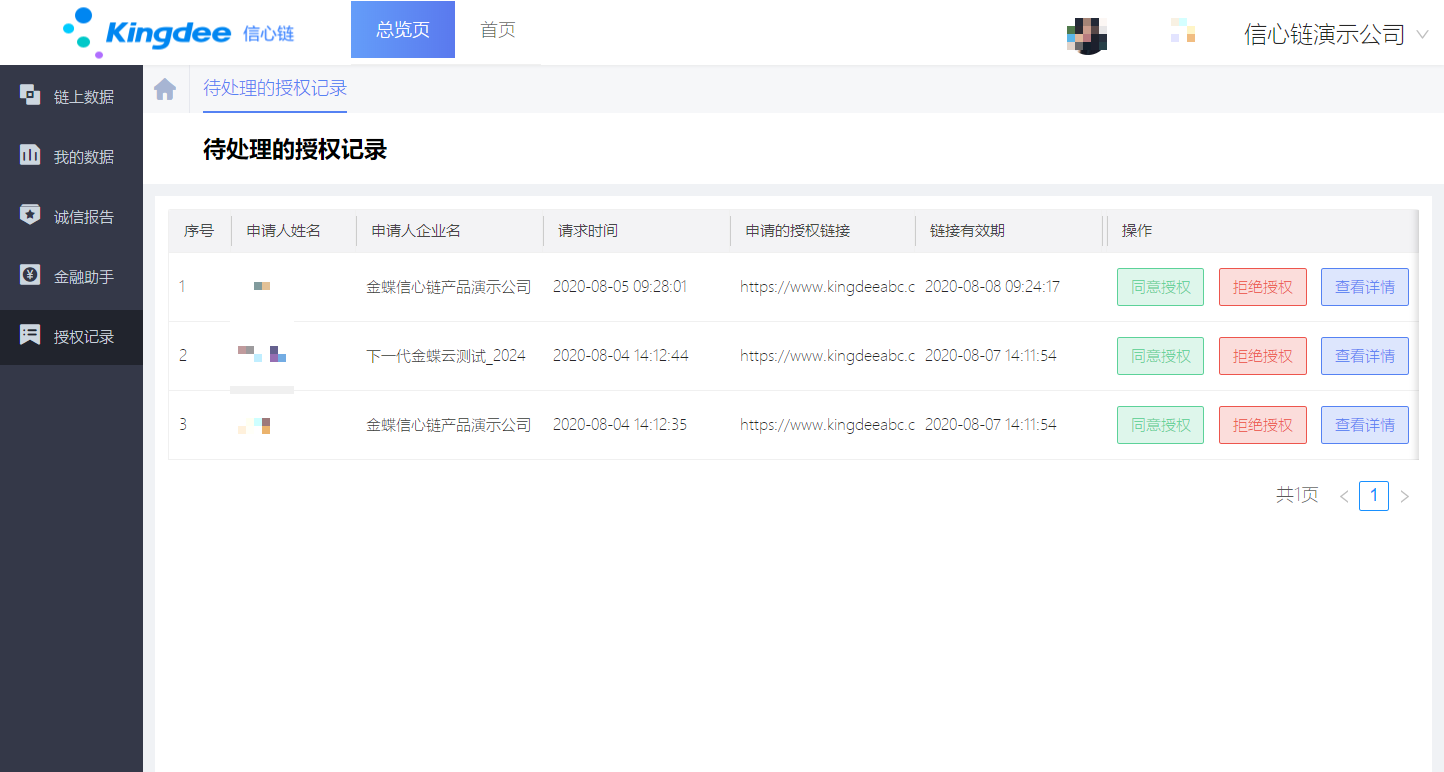 Kingdee 信心链 总览页 首页 信心链演示公司
链上数据
我的数据
诚信报告
金融助手
授权记录
待处理的授权记录
待处理的授权记录
序号 申请人姓名 申请人企业名 请求时间 申请的授权链接 链接有效期 操作
1 金蝶信心链产品演示公司 2020-08-05 09:28:01 https://www.kingdeeabc.c 2020-08-08 09:24:17 同意授权 拒绝授权 查看详情
2 下一代金蝶云测试_2024 2020-08-04 14:12:44 https://www.kingdeeabc.c 2020-08-07 14:11:54 同意授权 拒绝授权 查看详情
3 金蝶信心链产品演示公司 2020-08-04 14:12:35 https://www.kingdeeabc.c 2020-08-07 14:11:54 同意授权 拒绝授权 查看详情
共1页 < 1 >